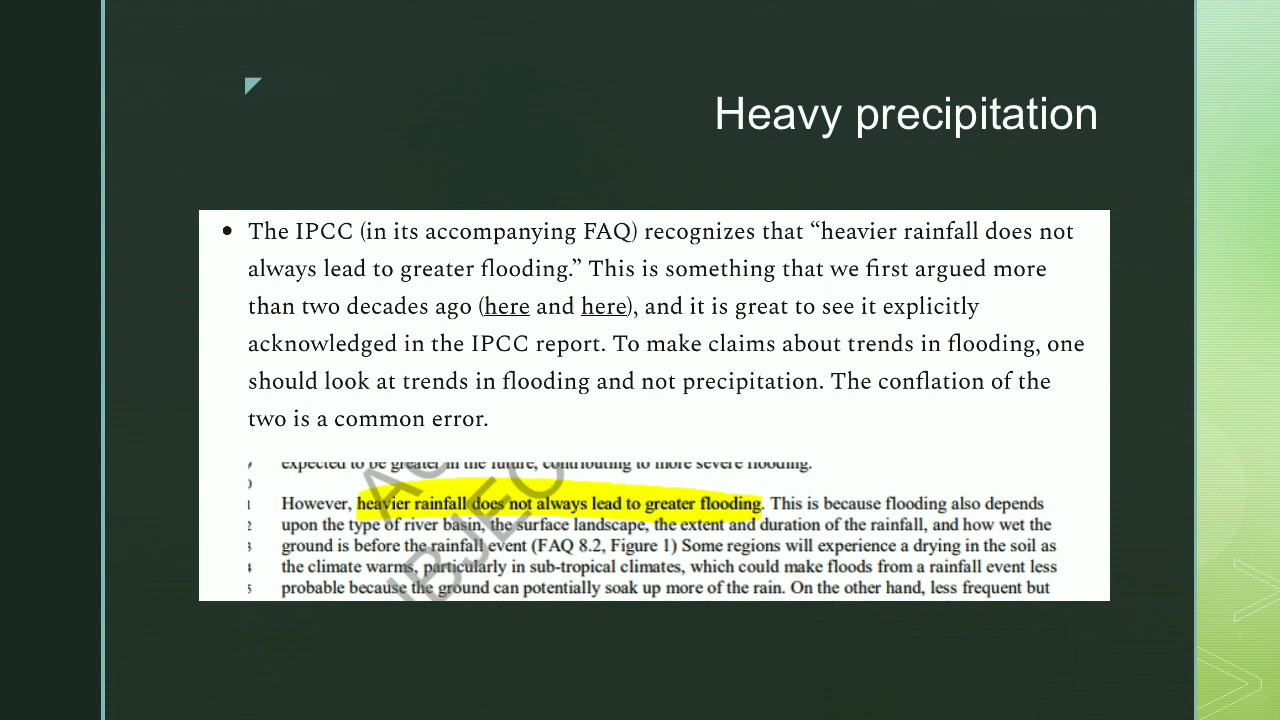 Heavy precipitation
• The IPCC (in its accompanying FAQ) recognizes that “heavier rainfall does not
always lead to greater flooding.” This is something that we first argued more
than two decades ago (here and here), and it is great to see it explicitly
acknowledged in the IPCC report. To make claims about trends in flooding, one
should look at trends in flooding and not precipitation. The conflation of the
two is a common error.
expected to be greater in the future, contributing to more severe flooding.
However, heavier rainfall does not always lead to greater flooding. This is because flooding also depends
upon the type of river basin, the surface landscape, the extent and duration of the rainfall, and how wet the
ground is before the rainfall event (FAQ 8.2, Figure 1) Some regions will experience a drying in the soil as
the climate warms, particularly in sub-tropical climates, which could make floods from a rainfall event less
probable because the ground can potentially soak up more of the rain. On the other hand, less frequent but